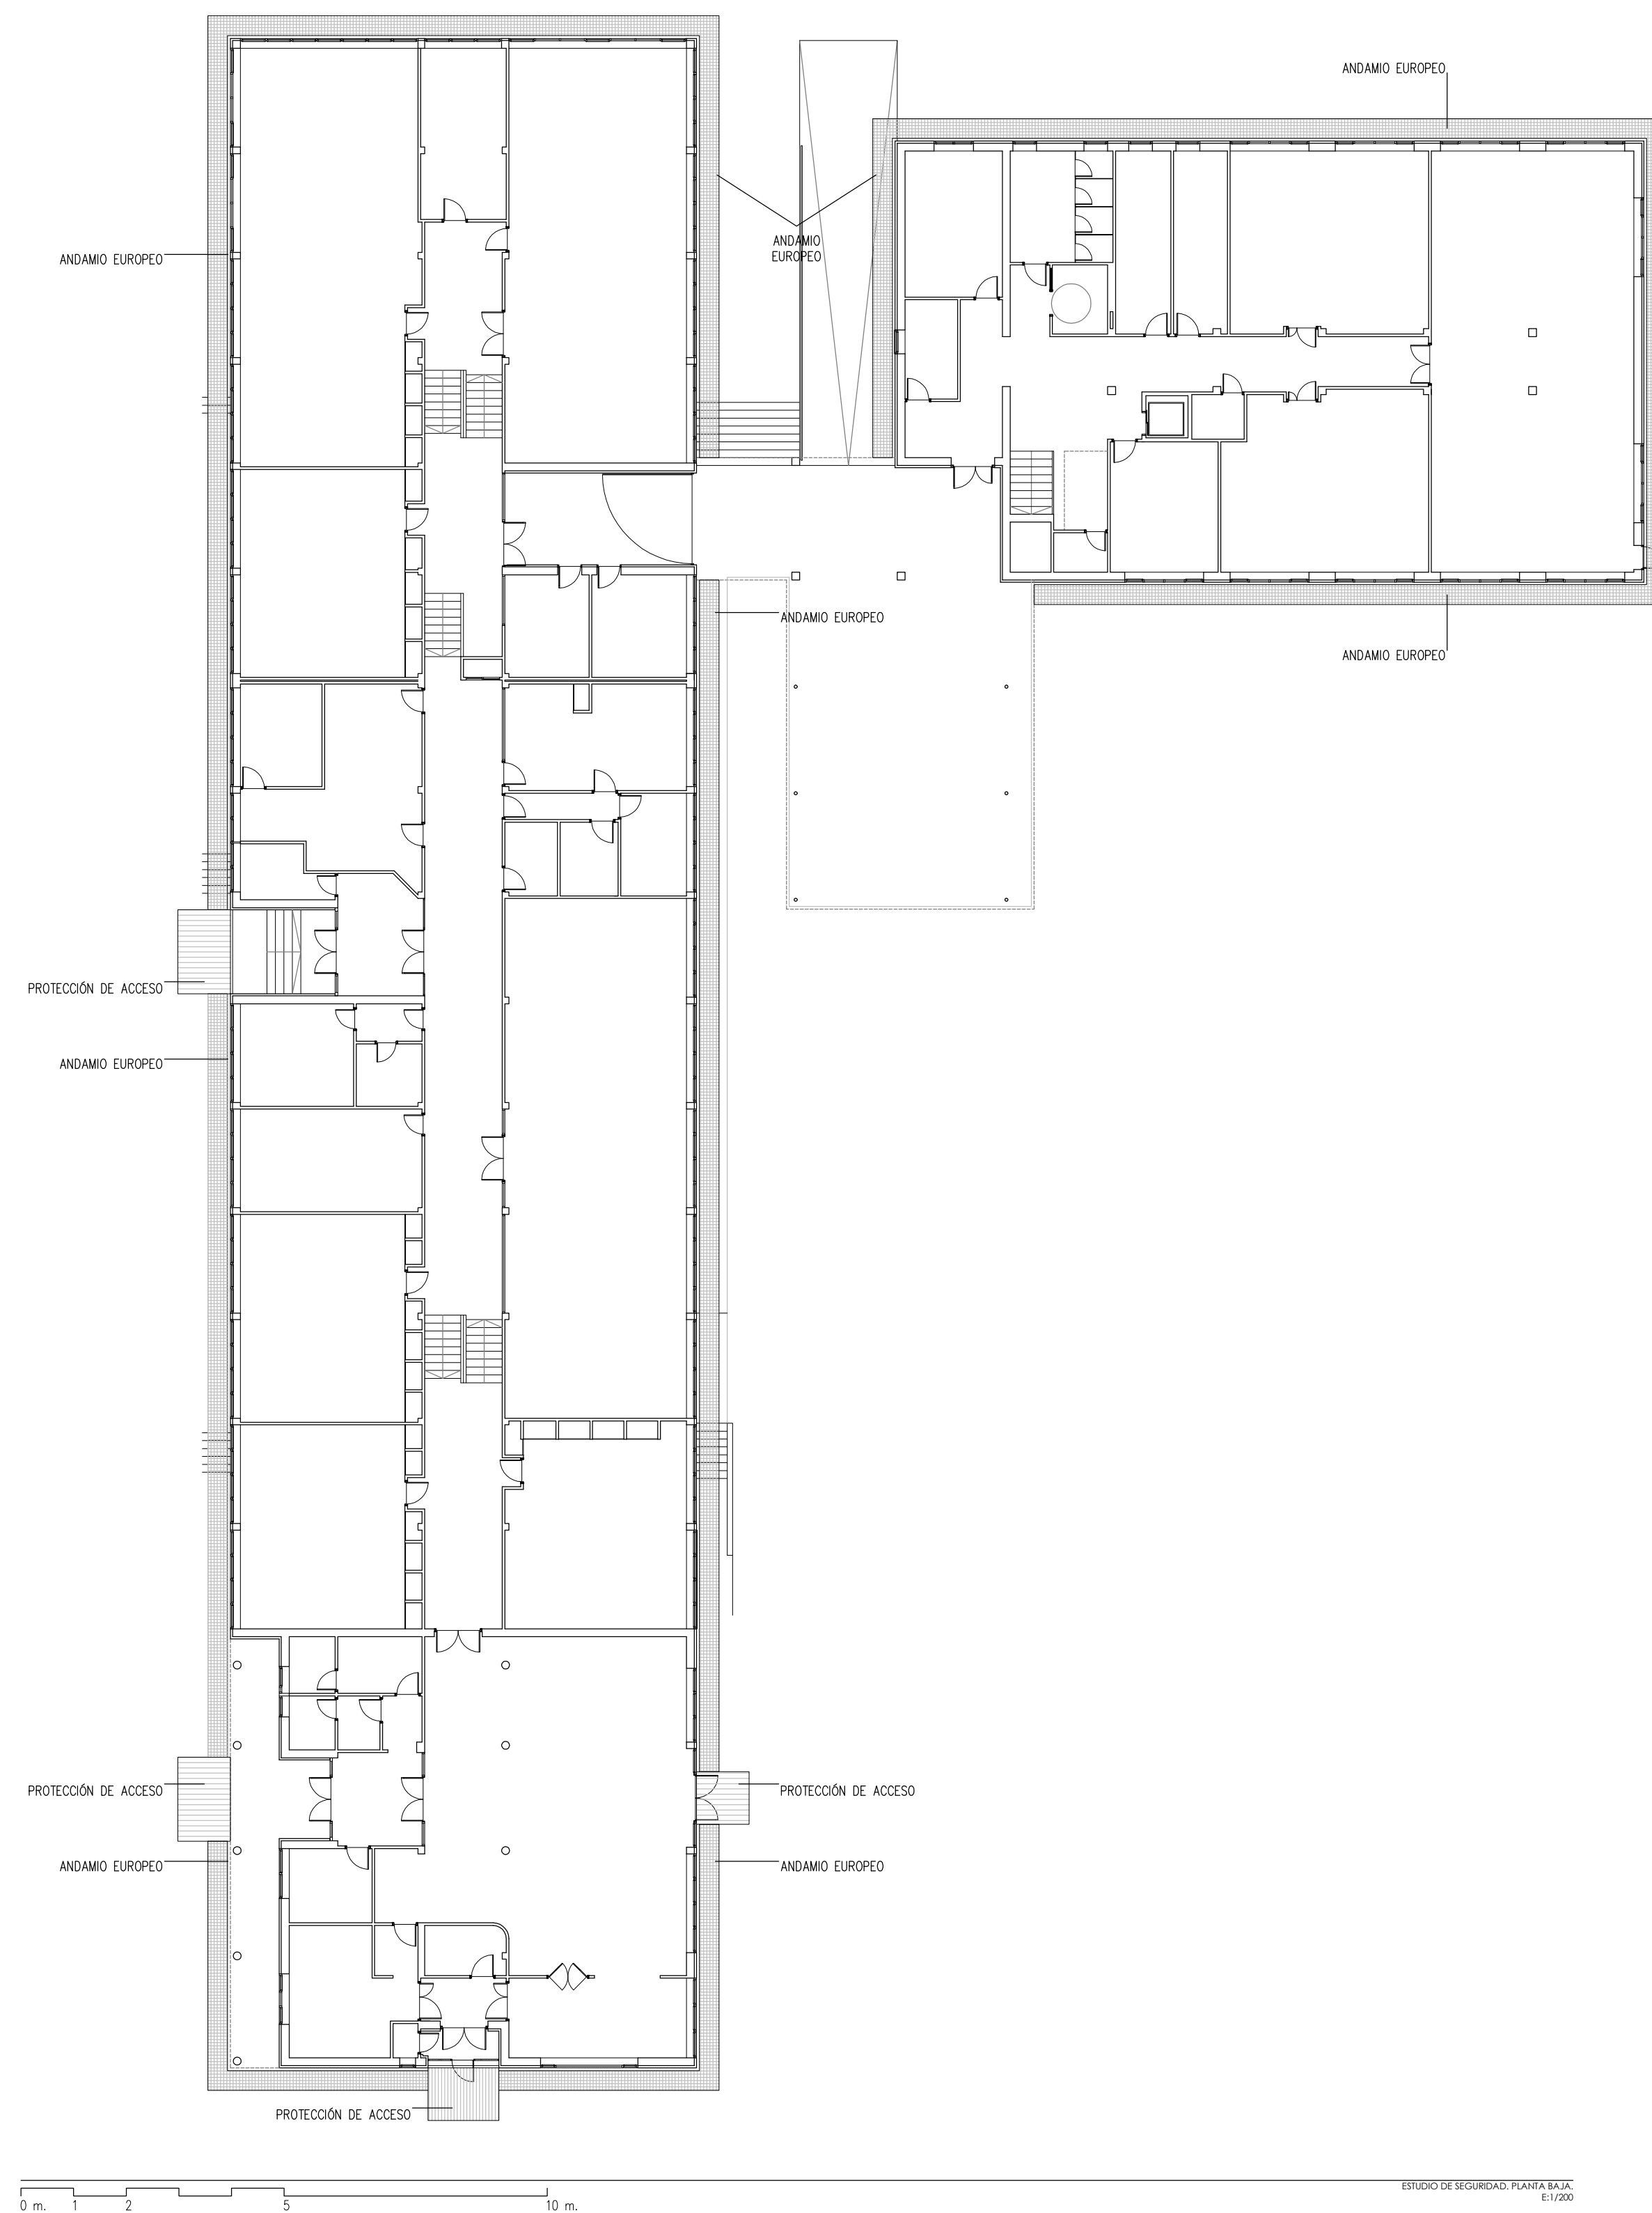 ANDAMIO EUROPEO
ANDAMIO
EUROPEO
ANDAMIO EUROPEO
ANDAMIO EUROPEO
ANDAMIO EUROPEO
PROTECCIÓN DE ACCESO
ANDAMIO EUROPEO
PROTECCIÓN DE ACCESO
PROTECCIÓN DE ACCESO
ANDAMIO EUROPEO
ANDAMIO EUROPEO
PROTECCIÓN DE ACCESO
ESTUDIO DE SEGURIDAD. PLANTA BAJA.
E:1/200
0 m. 1 2 5 10 m.